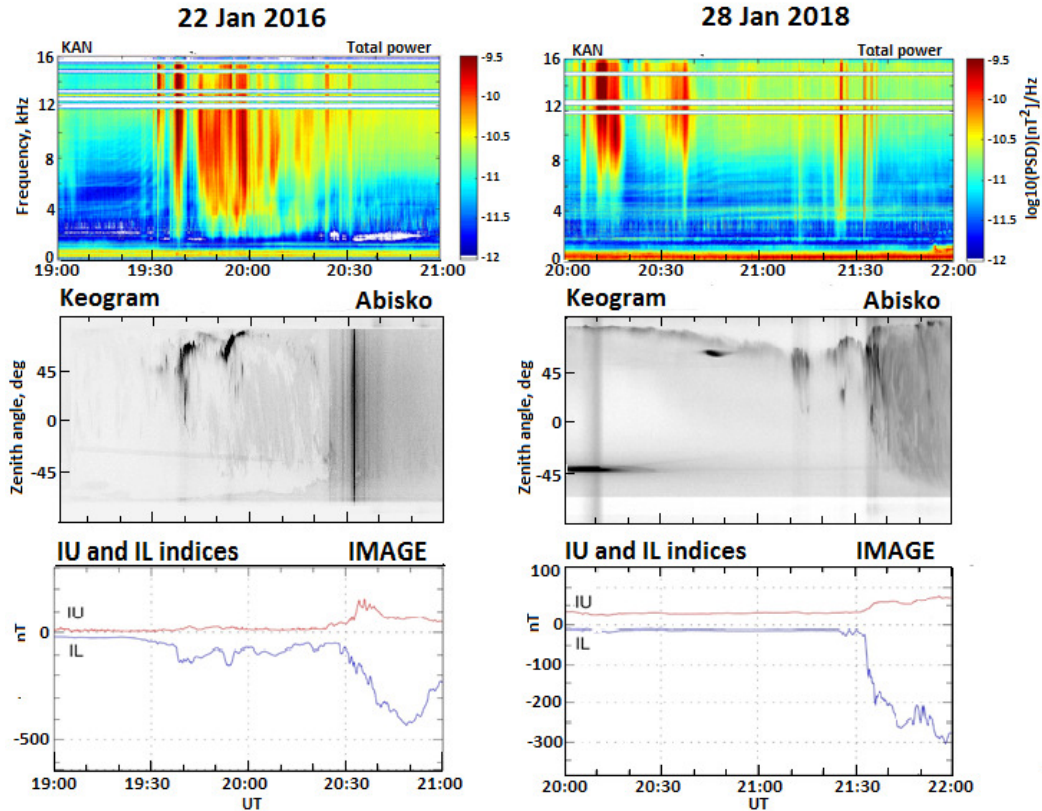 22 Jan 2016
KAN Total power
16
12
8
4
0
Frequency, kHz
19:00 19:30 20:00 20:30 21:00
-9.5
-10
-10.5
-11
-11.5
-12
Keogram Abisko
45
0
-45
Zenith angle, deg
IU and IL indices IMAGE
IU
0
nT
IL
-500
19:00 19:30 20:00 20:30 21:00
UT
28 Jan 2018
KAN Total power
16
12
8
4
0
20:00 20:30 21:00 21:30 22:00
-9.5
-10
-10.5
-11
-11.5
-12
log10(PSD)[nT²]/Hz
Keogram Abisko
45
0
-45
Zenith angle, deg
IU and IL indices IMAGE
100
IU
0
nT
IL
-100
-200
-300
20:00 20:30 21:00 21:30 22:00
UT